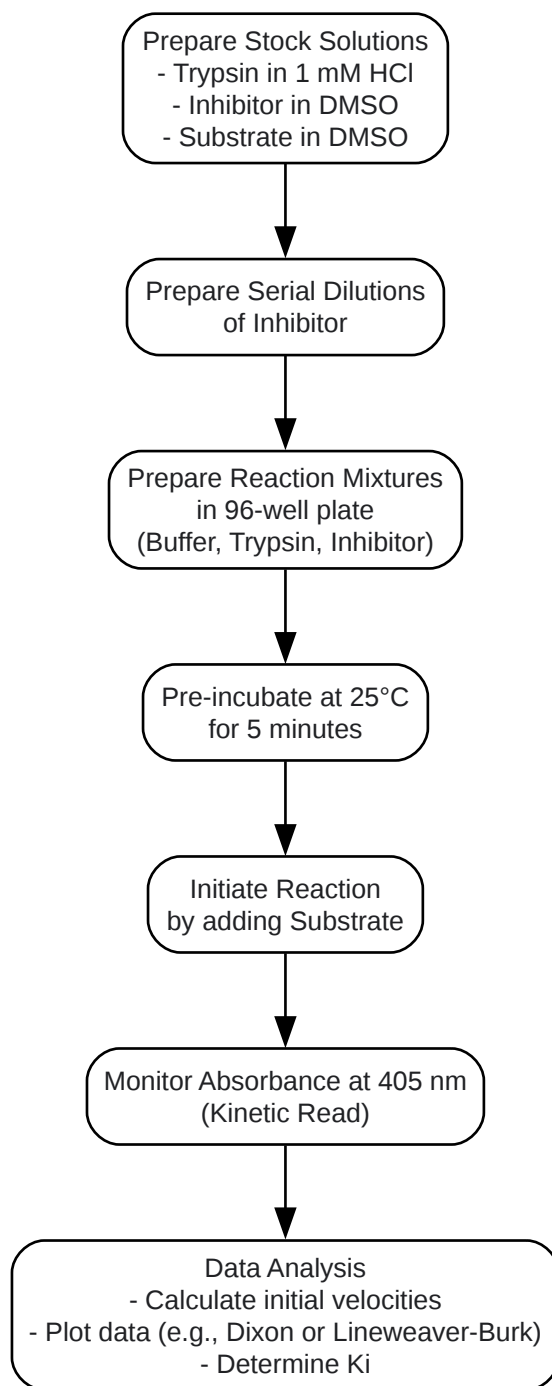 Prepare Stock Solutions
- Trypsin in 1 mM HCl
- Inhibitor in DMSO
- Substrate in DMSO
Prepare Serial Dilutions
of Inhibitor
Prepare Reaction Mixtures
in 96-well plate
(Buffer, Trypsin, Inhibitor)
Pre-incubate at 25°C
for 5 minutes
Initiate Reaction
by adding Substrate
Monitor Absorbance at 405 nm
(Kinetic Read)
Data Analysis
- Calculate initial velocities
- Plot data (e.g., Dixon or Lineweaver-Burk)
- Determine Ki